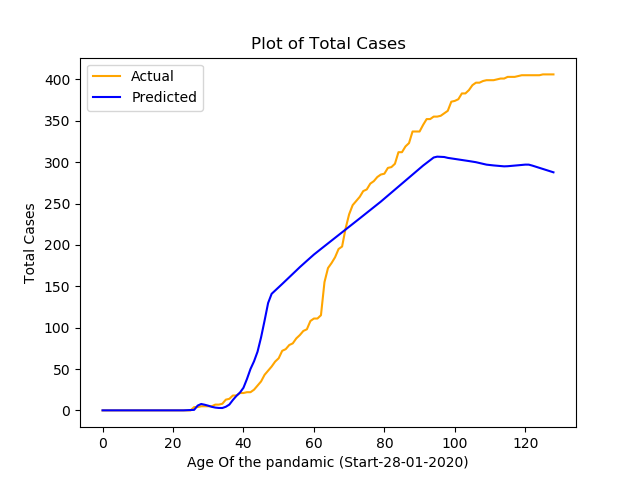 Plot of Total Cases
Actual
Predicted
400
350
300
250
200
150
100
50
0
Total Cases
0 20 40 60 80 100 120
Age Of the pandamic (Start-28-01-2020)